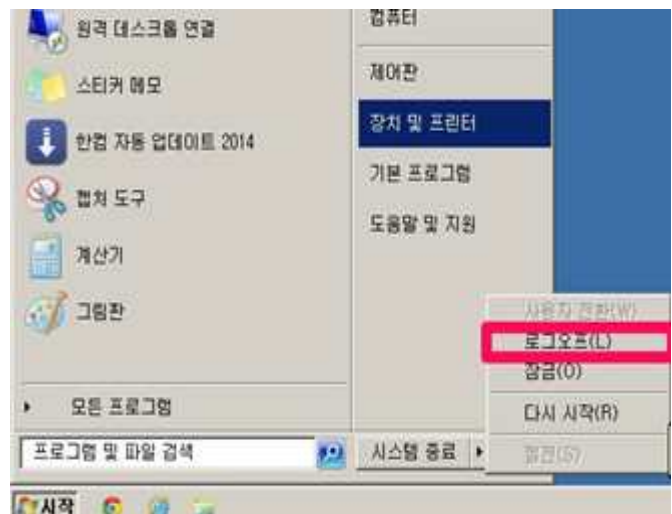 원격 데스크톱 연결
스티커 메모
한컴 자동 업데이트 2014
캡처 도구
계산기
그림판
모든 프로그램
프로그램 및 파일 검색
컴퓨터
제어판
장치 및 프린터
기본 프로그램
도움말 및 지원
시스템 종료
사용자 전환(W)
로그오프(L)
잠금(O)
다시 시작(R)
절전(S)
시작